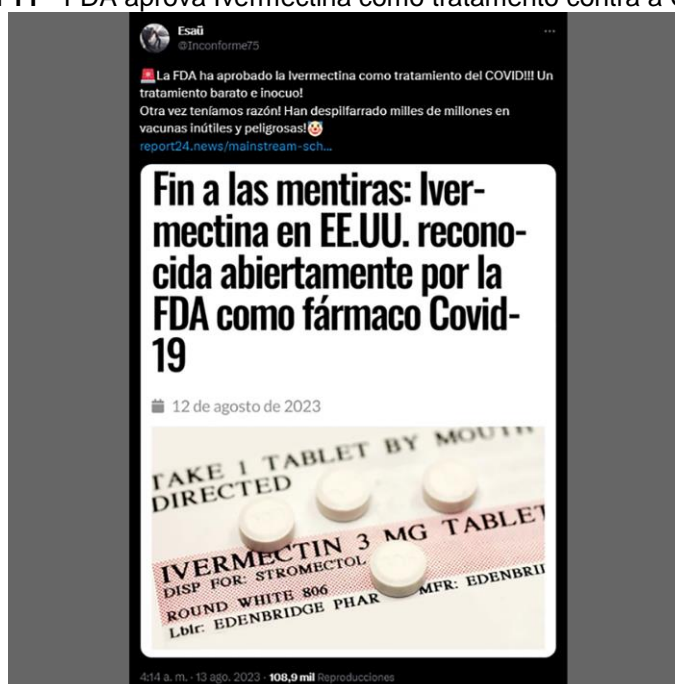 FDA aprova Ivermectina como tratamento contra a
Esaü
@Inconforme75
🚨La FDA ha aprobado la Ivermectina como tratamiento del COVID!!! Un
tratamiento barato e inocuo!
Otra vez teníamos razón! Han despilfarrado milles de millones en
vacunas inútiles y peligrosas!🤡
report24.news/mainstream-sch...
Fin a las mentiras: Iver-
mectina en EE.UU. recono-
cida abiertamente por la
FDA como fármaco Covid-
19
12 de agosto de 2023
TAKE 1 TABLET BY MOUTH
DIRECTED
IVERMECTIN 3 MG TABLET
DISP FOR: STROMECTOL
ROUND WHITE 806
Lblr: EDENBRIDGE PHAR MFR: EDENBRI
4:14 a. m. · 13 ago. 2023 · 108,9 mil Reproducciones